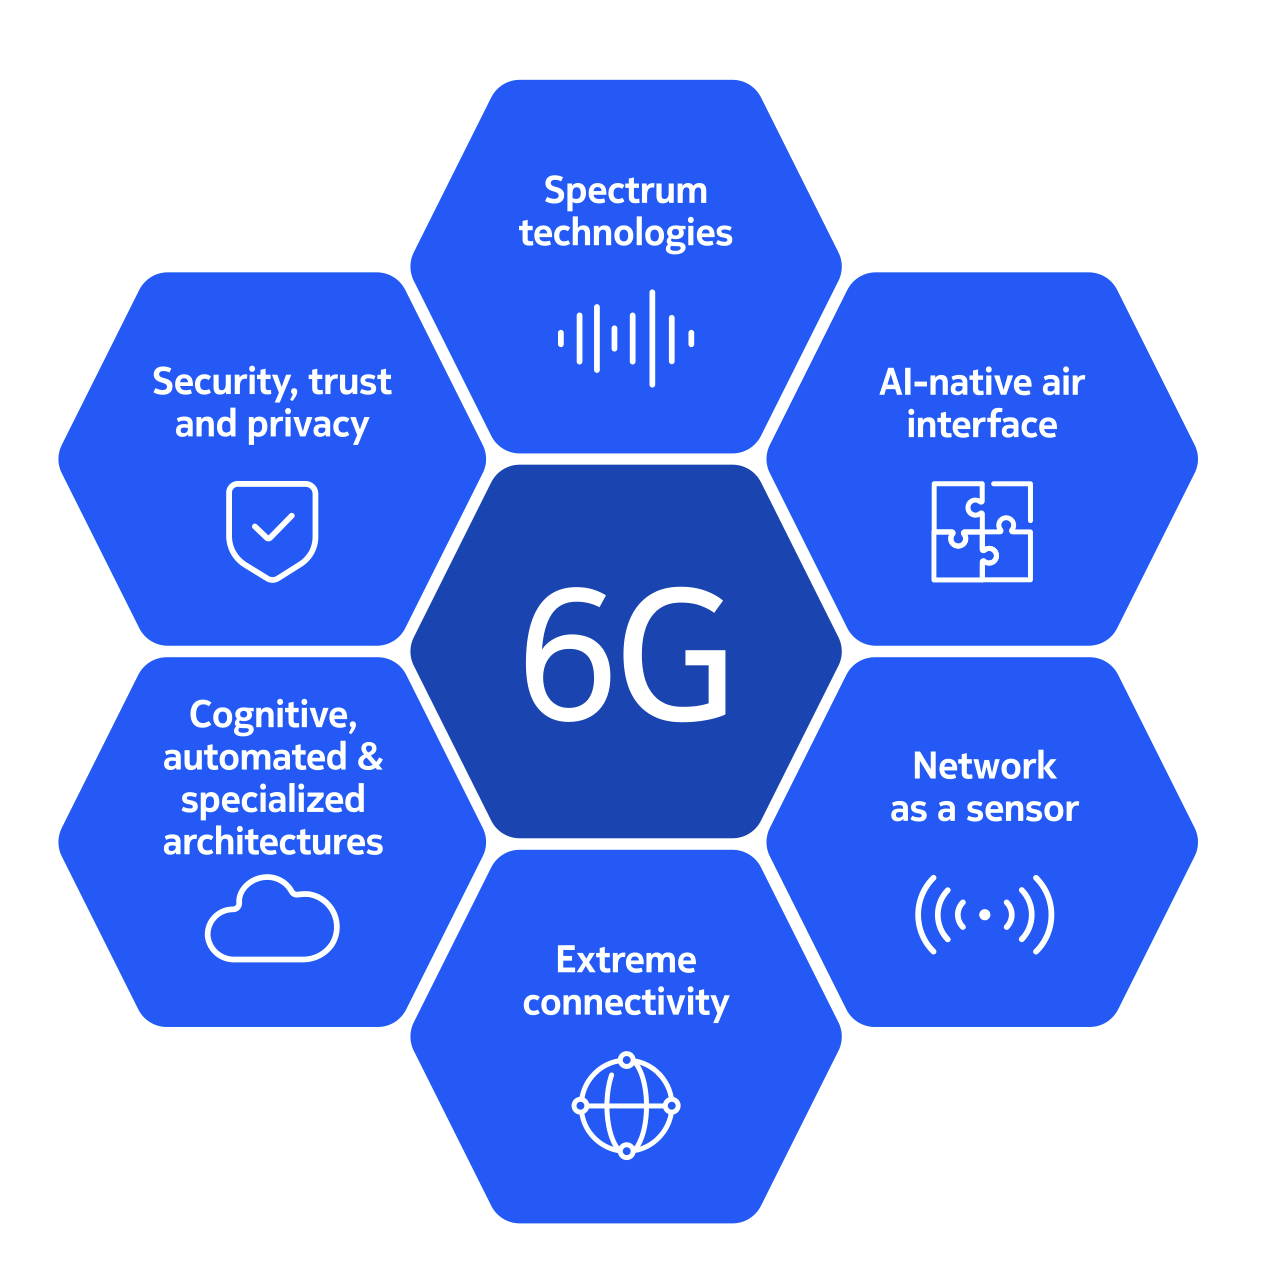 Spectrum
technologies
Security, trust
and privacy
AI-native air
interface
6G
Cognitive,
automated &
specialized
architectures
Network
as a sensor
Extreme
connectivity